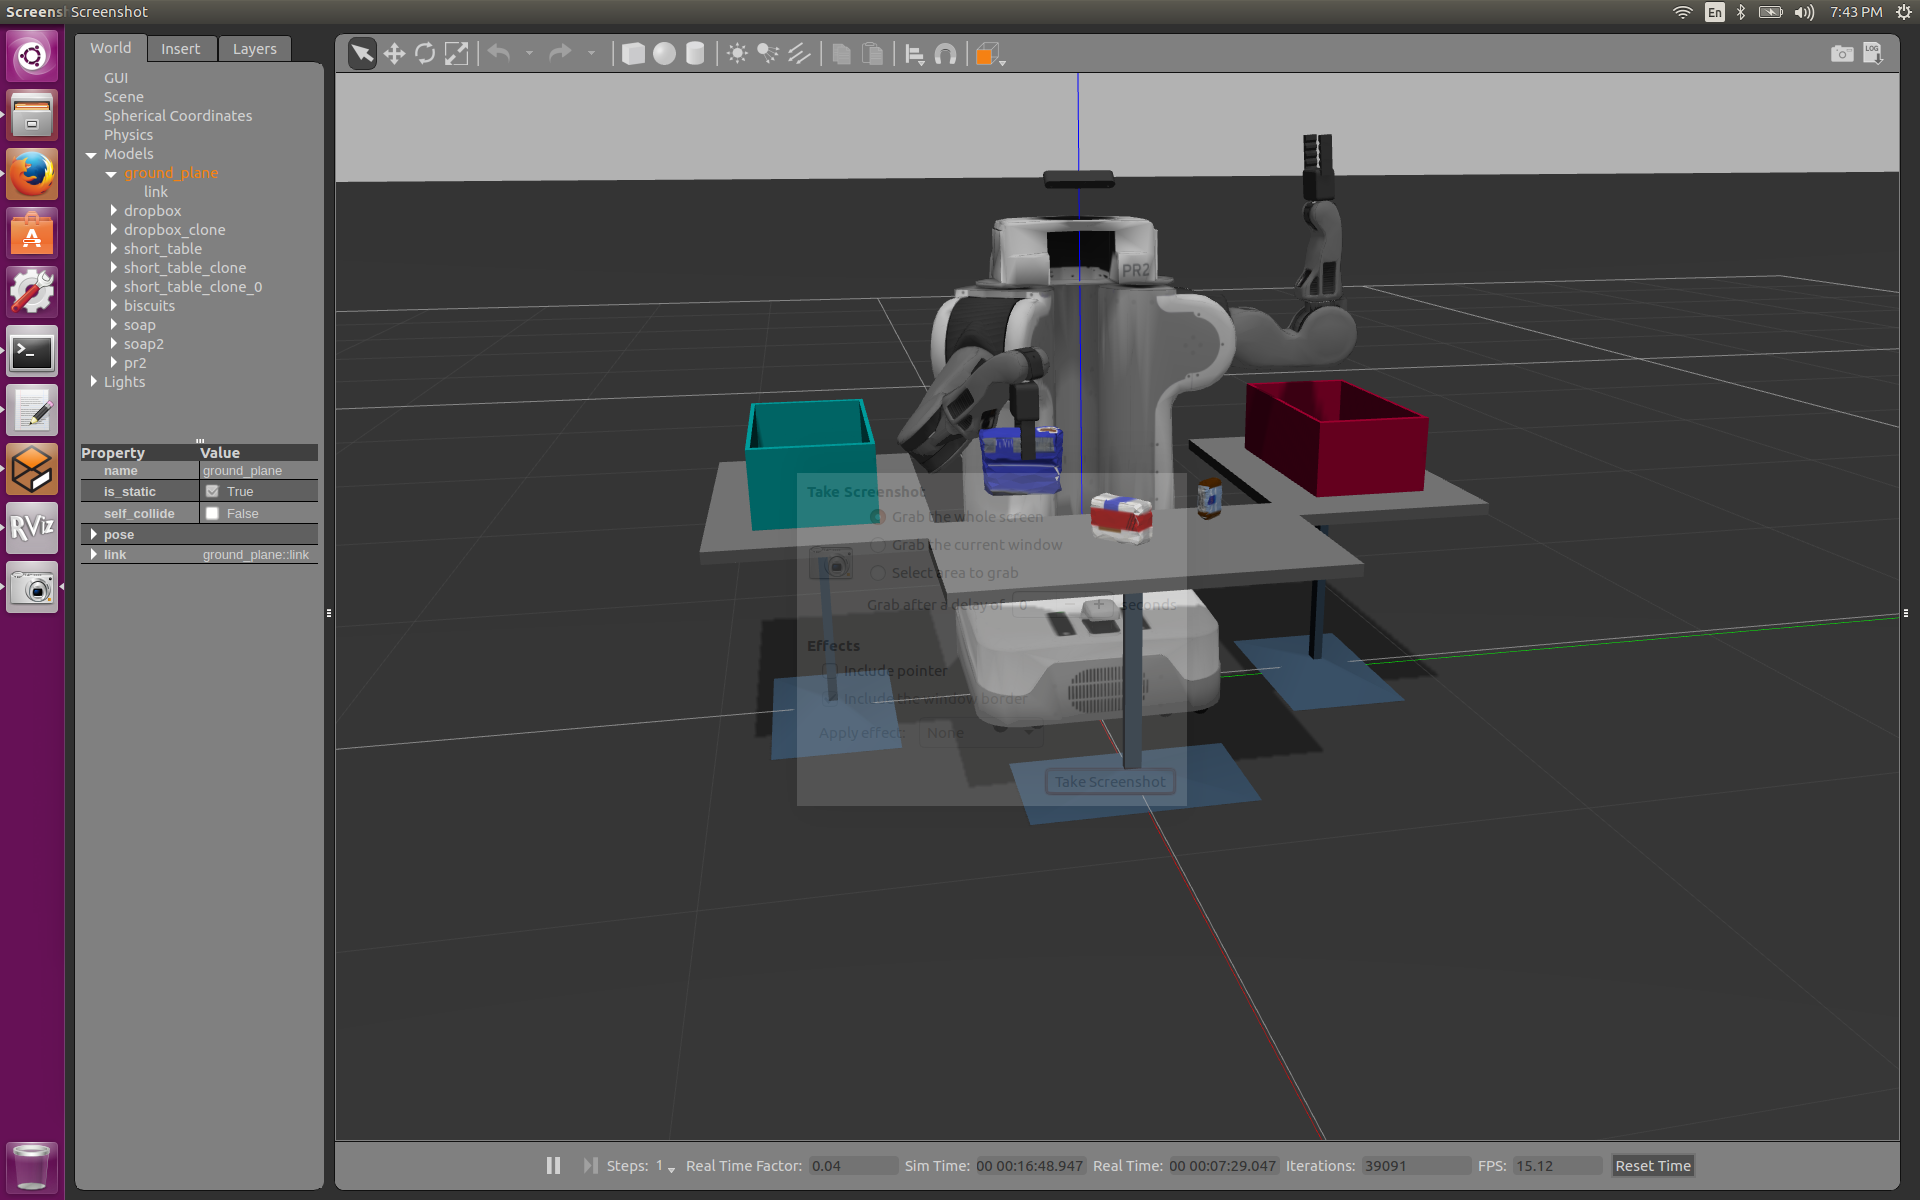 Screenshot
7:43 PM
En
World
Insert
Layers
GUI
Scene
Spherical Coordinates
Physics
Models
ground_plane
link
dropbox
dropbox_clone
short_table
short_table_clone
short_table_clone_0
biscuits
soap
soap2
pr2
Lights
Property Value
name ground_plane
is_static True
self_collide False
pose
link ground_plane::link
RViz
LOG
PR2
Take Screenshot
Grab the whole screen
Grab the current window
Select area to grab
Grab after a delay of 0 seconds
Effects
Include pointer
Include the window border
Apply effect: None
Take Screenshot
Steps: 1 Real Time Factor: 0.04 Sim Time: 00 00:16:48.947 Real Time: 00 00:07:29.047 Iterations: 39091 FPS: 15.12 Reset Time